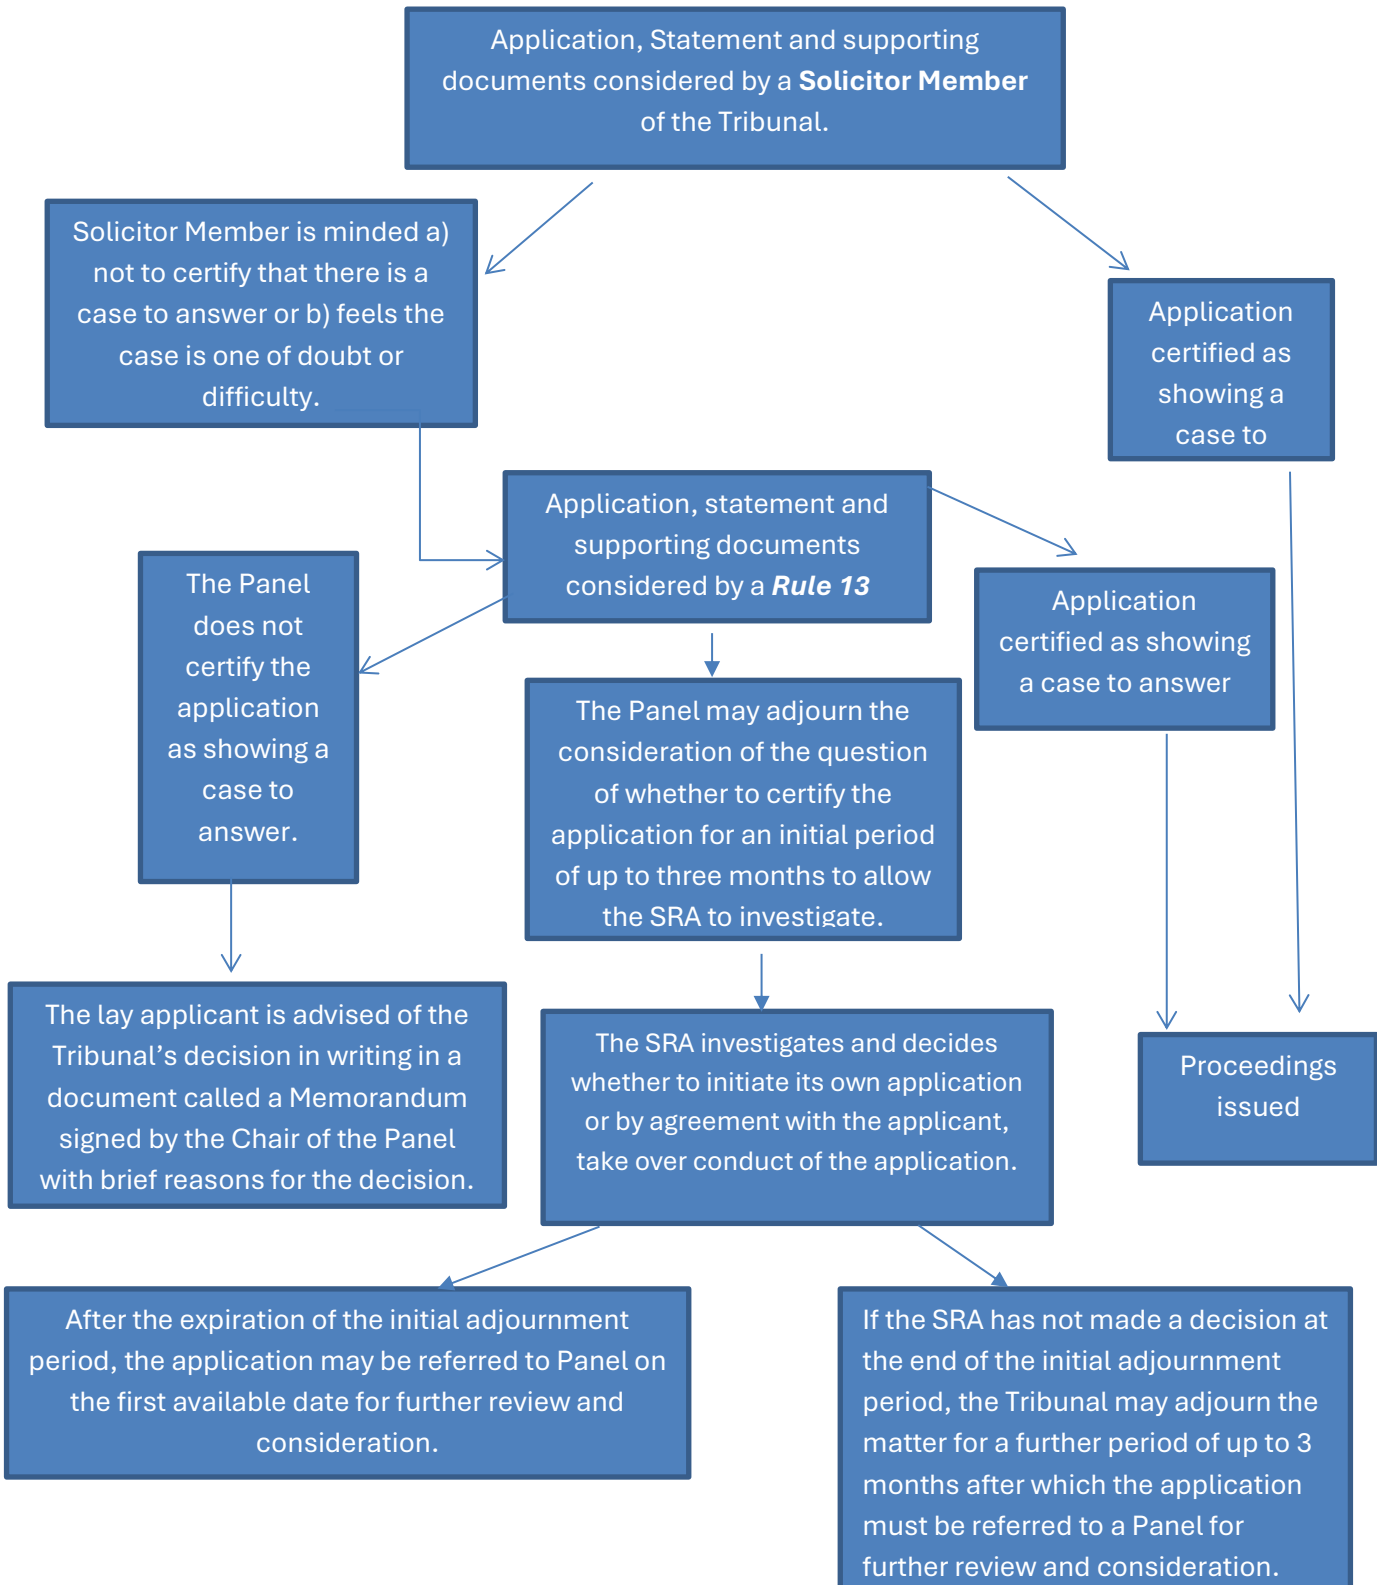 Application, Statement and supporting
documents considered by a Solicitor Member
of the Tribunal.
Solicitor Member is minded a)
not to certify that there is a
case to answer or b) feels the
case is one of doubt or
difficulty.
Application
certified as
showing a
case to
Application, statement and
supporting documents
considered by a Rule 13
The Panel
does not
certify the
application
as showing a
case to
answer.
Application
certified as showing
a case to answer
The Panel may adjourn the
consideration of the question
of whether to certify the
application for an initial period
of up to three months to allow
the SRA to investigate.
The lay applicant is advised of the
Tribunal's decision in writing in a
document called a Memorandum
signed by the Chair of the Panel
with brief reasons for the decision.
The SRA investigates and decides
whether to initiate its own application
or by agreement with the applicant,
take over conduct of the application.
Proceedings
issued
After the expiration of the initial adjournment
period, the application may be referred to Panel on
the first available date for further review and
consideration.
If the SRA has not made a decision at
the end of the initial adjournment
period, the Tribunal may adjourn the
matter for a further period of up to 3
months after which the application
must be referred to a Panel for
further review and consideration.